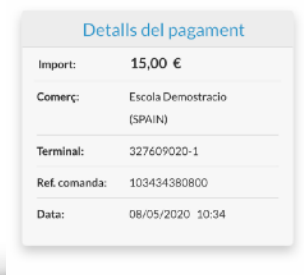 Detalls del pagament
Import: 15,00 €
Comerç: Escola Demostracio
(SPAIN)
Terminal: 327609020-1
Ref. comanda: 103434380800
Data: 08/05/2020 10:34